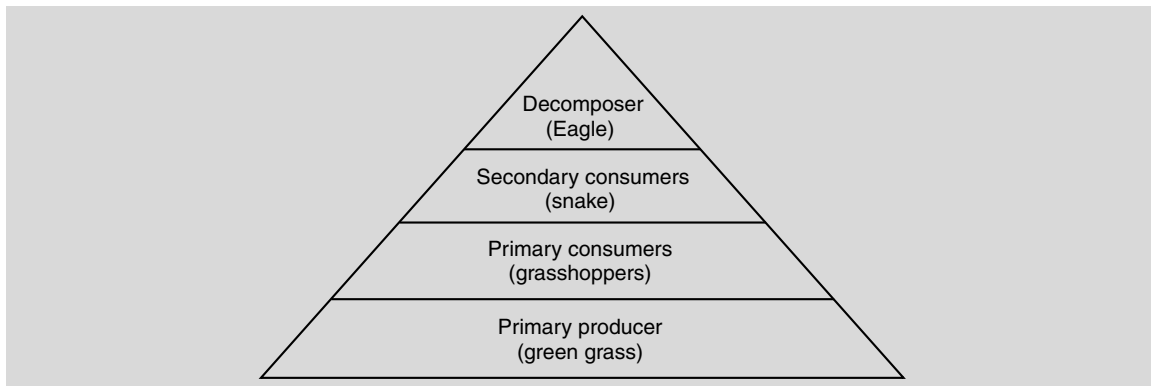 Decomposer
(Eagle)
Secondary consumers
(snake)
Primary consumers
(grasshoppers)
Primary producer
(green grass)